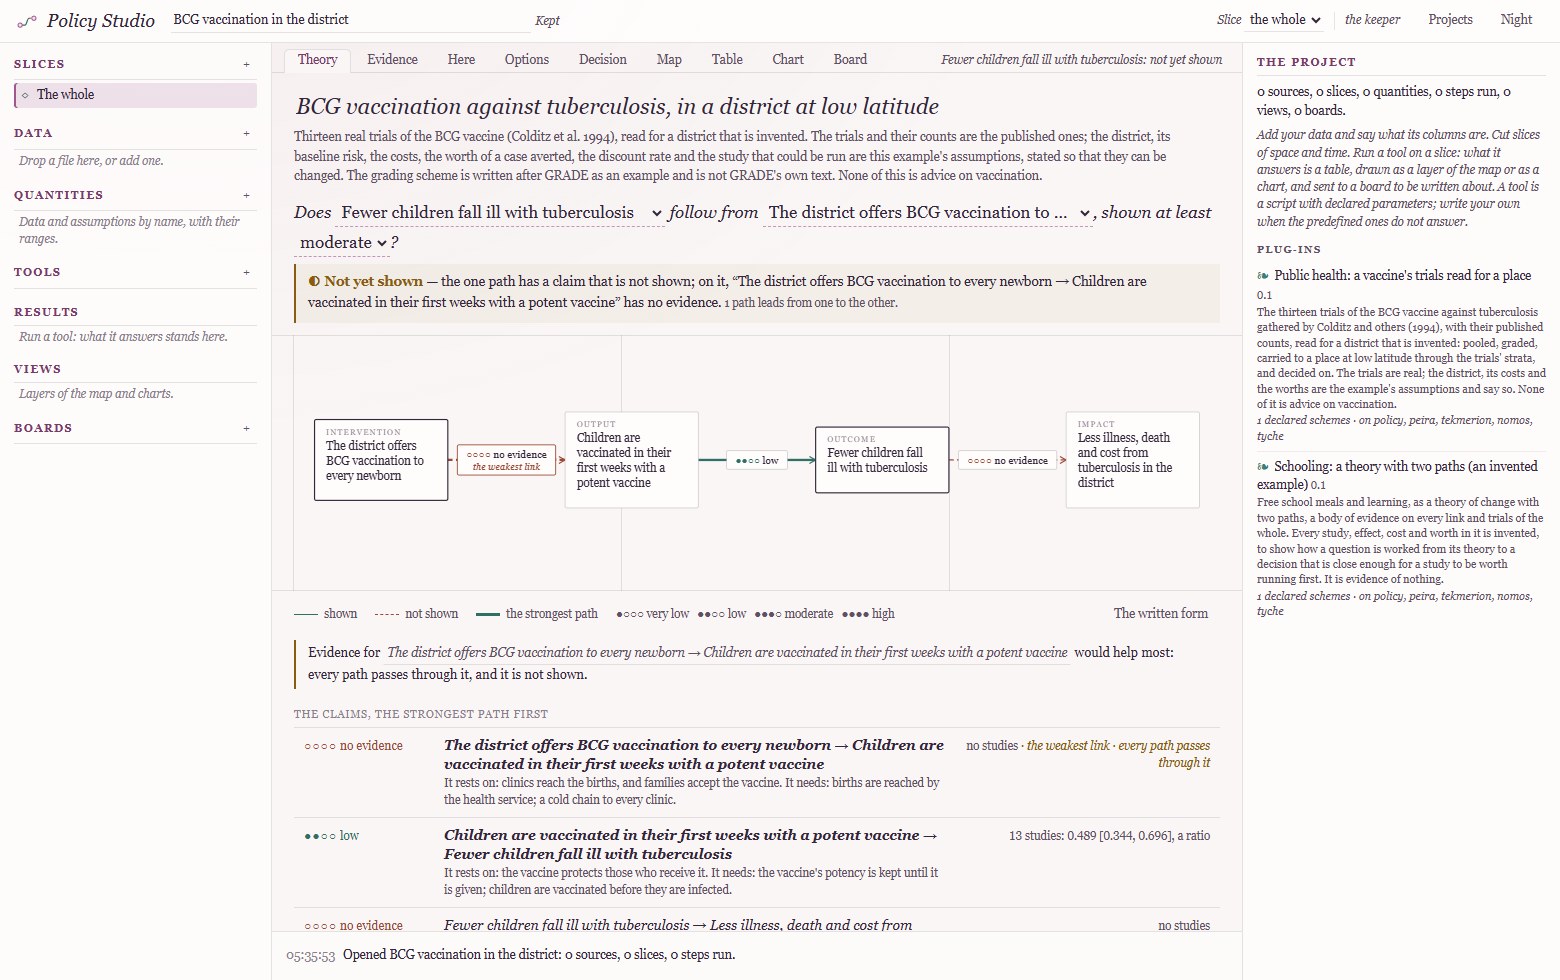 Policy Studio
BCG vaccination in the district
Kept
Slice the whole
the keeper
Projects
Night
SLICES +
◇ The whole
DATA +
Drop a file here, or add one.
QUANTITIES +
Data and assumptions by name, with their
ranges.
TOOLS +
RESULTS
Run a tool: what it answers stands here.
VIEWS
Layers of the map and charts.
BOARDS +
Theory Evidence Here Options Decision Map Table Chart Board
Fewer children fall ill with tuberculosis: not yet shown
BCG vaccination against tuberculosis, in a district at low latitude
Thirteen real trials of the BCG vaccine (Colditz et al. 1994), read for a district that is invented. The trials and their counts are the published ones; the district, its
baseline risk, the costs, the worth of a case averted, the discount rate and the study that could be run are this example's assumptions, stated so that they can be
changed. The grading scheme is written after GRADE as an example and is not GRADE's own text. None of this is advice on vaccination.
Does Fewer children fall ill with tuberculosis follow from The district offers BCG vaccination to ... , shown at least
moderate ?
◐ Not yet shown — the one path has a claim that is not shown; on it, “The district offers BCG vaccination to every newborn → Children are
vaccinated in their first weeks with a potent vaccine” has no evidence. 1 path leads from one to the other.
INTERVENTION
The district offers
BCG vaccination to
every newborn
○○○○ no evidence
the weakest link
OUTPUT
Children are
vaccinated in their
first weeks with a
potent vaccine
●●○○ low
OUTCOME
Fewer children fall
ill with tuberculosis
○○○○ no evidence
IMPACT
Less illness, death
and cost from
tuberculosis in the
district
shown not shown the strongest path ●○○○ very low ●●○○ low ●●●○ moderate ●●●● high
The written form
Evidence for The district offers BCG vaccination to every newborn → Children are vaccinated in their first weeks with a potent vaccine would help most:
every path passes through it, and it is not shown.
THE CLAIMS, THE STRONGEST PATH FIRST
○○○○ no evidence
The district offers BCG vaccination to every newborn → Children are
vaccinated in their first weeks with a potent vaccine
It rests on: clinics reach the births, and families accept the vaccine. It needs: births are reached by
the health service; a cold chain to every clinic.
no studies · the weakest link · every path passes
through it
●●○○ low
Children are vaccinated in their first weeks with a potent vaccine →
Fewer children fall ill with tuberculosis
It rests on: the vaccine protects those who receive it. It needs: the vaccine's potency is kept until it
is given; children are vaccinated before they are infected.
13 studies: 0.489 [0.344, 0.696], a ratio
○○○○ no evidence
Fewer children fall ill with tuberculosis → Less illness, death and cost from
no studies
05:35:53 Opened BCG vaccination in the district: 0 sources, 0 slices, 0 steps run.
THE PROJECT
0 sources, 0 slices, 0 quantities, 0 steps run, 0
views, 0 boards.
Add your data and say what its columns are. Cut slices
of space and time. Run a tool on a slice: what it
answers is a table, drawn as a layer of the map or as a
chart, and sent to a board to be written about. A tool is
a script with declared parameters; write your own
when the predefined ones do not answer.
PLUG-INS
❧ Public health: a vaccine's trials read for a place
0.1
The thirteen trials of the BCG vaccine against tuberculosis
gathered by Colditz and others (1994), with their published
counts, read for a district that is invented: pooled, graded,
carried to a place at low latitude through the trials' strata,
and decided on. The trials are real; the district, its costs and
the worths are the example's assumptions and say so. None
of it is advice on vaccination.
1 declared schemes · on policy, peira, tekmerion, nomos,
tyche
❧ Schooling: a theory with two paths (an invented
example) 0.1
Free school meals and learning, as a theory of change with
two paths, a body of evidence on every link and trials of the
whole. Every study, effect, cost and worth in it is invented,
to show how a question is worked from its theory to a
decision that is close enough for a study to be worth
running first. It is evidence of nothing.
1 declared schemes · on policy, peira, tekmerion, nomos,
tyche